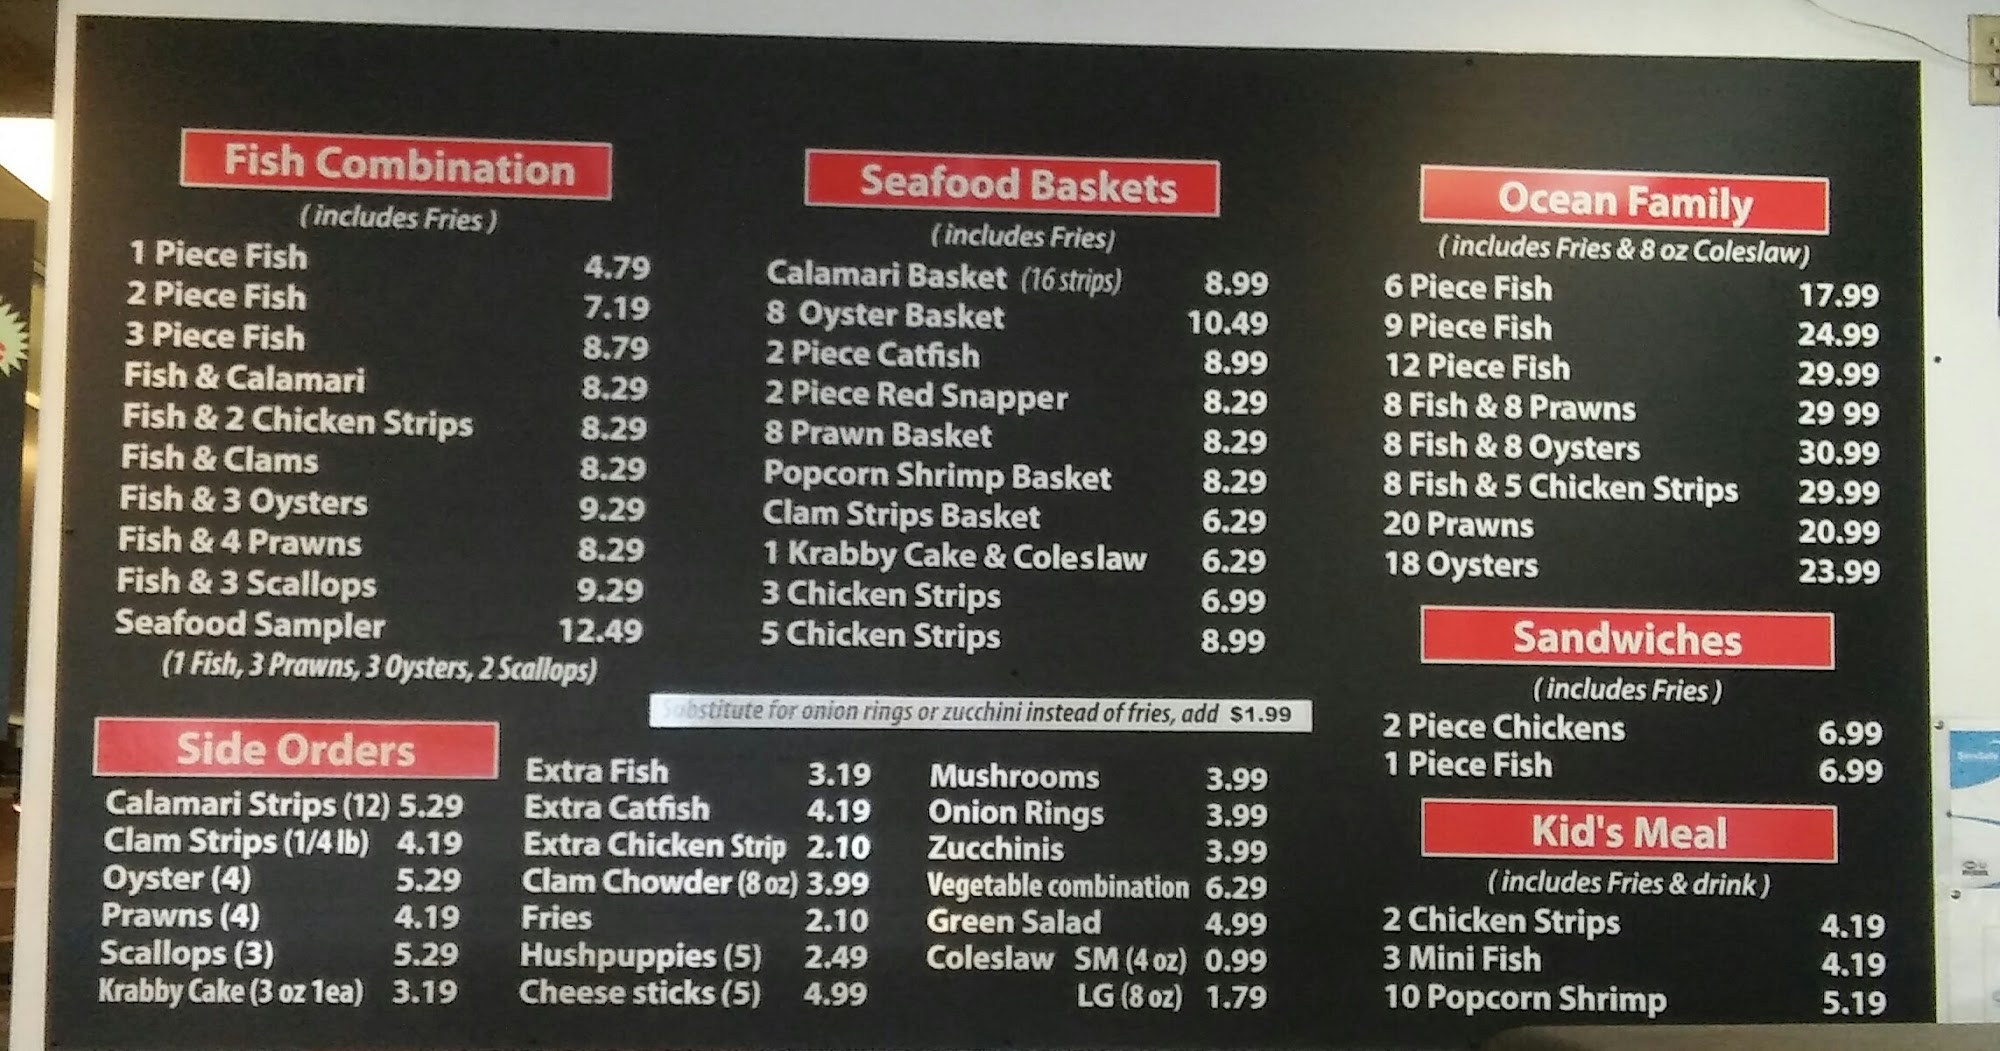 Fish Combination
( includes Fries )
1 Piece Fish 4.79
2 Piece Fish 7.19
3 Piece Fish 8.79
Fish & Calamari 8.29
Fish & 2 Chicken Strips 8.29
Fish & Clams 8.29
Fish & 3 Oysters 9.29
Fish & 4 Prawns 8.29
Fish & 3 Scallops 9.29
Seafood Sampler 12.49
(1 Fish, 3 Prawns, 3 Oysters, 2 Scallops)
Seafood Baskets
( includes Fries)
Calamari Basket (16 strips) 8.99
8 Oyster Basket 10.49
2 Piece Catfish 8.99
2 Piece Red Snapper 8.29
8 Prawn Basket 8.29
Popcorn Shrimp Basket 8.29
Clam Strips Basket 6.29
1 Krabby Cake & Coleslaw 6.29
3 Chicken Strips 6.99
5 Chicken Strips 8.99
Substitute for onion rings or zucchini instead of fries, add $1.99
Ocean Family
( includes Fries & 8 oz Coleslaw)
6 Piece Fish 17.99
9 Piece Fish 24.99
12 Piece Fish 29.99
8 Fish & 8 Prawns 29 99
8 Fish & 8 Oysters 30.99
8 Fish & 5 Chicken Strips 29.99
20 Prawns 20.99
18 Oysters 23.99
Sandwiches
( includes Fries )
2 Piece Chickens 6.99
1 Piece Fish 6.99
Kid's Meal
( includes Fries & drink )
2 Chicken Strips 4.19
3 Mini Fish 4.19
10 Popcorn Shrimp 5.19
Side Orders
Calamari Strips (12) 5.29
Clam Strips (1/4 lb) 4.19
Oyster (4) 5.29
Prawns (4) 4.19
Scallops (3) 5.29
Krabby Cake (3 oz 1ea) 3.19
Extra Fish 3.19
Extra Catfish 4.19
Extra Chicken Strip 2.10
Clam Chowder (8 oz) 3.99
Fries 2.10
Hushpuppies (5) 2.49
Cheese sticks (5) 4.99
Mushrooms 3.99
Onion Rings 3.99
Zucchinis 3.99
Vegetable combination 6.29
Green Salad 4.99
Coleslaw SM (4 oz) 0.99
LG (8 oz) 1.79